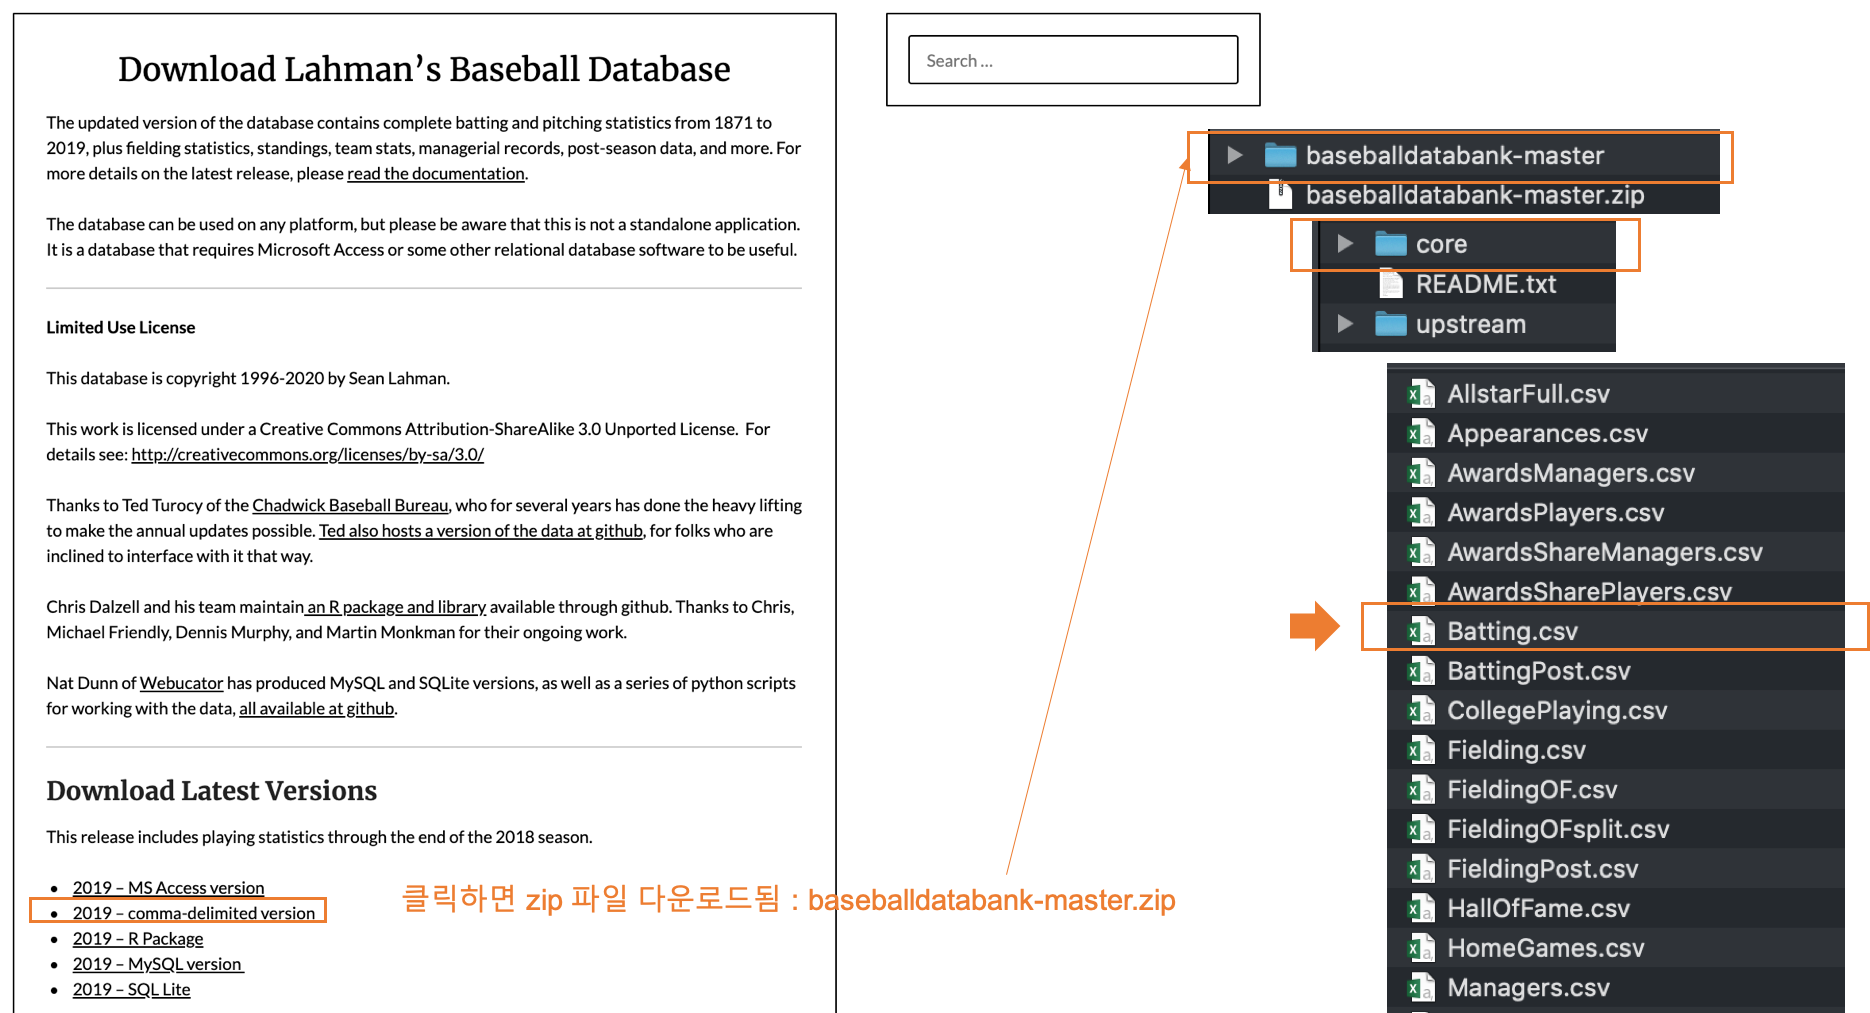 Download Lahman's Baseball Database
The updated version of the database contains complete batting and pitching statistics from 1871 to
2019, plus fielding statistics, standings, team stats, managerial records, post-season data, and more. For
more details on the latest release, please read the documentation.
The database can be used on any platform, but please be aware that this is not a standalone application.
It is a database that requires Microsoft Access or some other relational database software to be useful.
Limited Use License
This database is copyright 1996-2020 by Sean Lahman.
This work is licensed under a Creative Commons Attribution-ShareAlike 3.0 Unported License.  For
details see: http://creativecommons.org/licenses/by-sa/3.0/
Thanks to Ted Turocy of the Chadwick Baseball Bureau, who for several years has done the heavy lifting
to make the annual updates possible. Ted also hosts a version of the data at github, for folks who are
inclined to interface with it that way.
Chris Dalzell and his team maintain an R package and library available through github. Thanks to Chris,
Michael Friendly, Dennis Murphy, and Martin Monkman for their ongoing work.
Nat Dunn of Webucator has produced MySQL and SQLite versions, as well as a series of python scripts
for working with the data, all available at github.
Download Latest Versions
This release includes playing statistics through the end of the 2018 season.
• 2019 – MS Access version
• 2019 – comma-delimited version
• 2019 – R Package
• 2019 – MySQL version
• 2019 – SQL Lite
클릭하면 zip 파일 다운로드됨 : baseballdatabank-master.zip
Search ...
baseballdatabank-master
baseballdatabank-master.zip
core
README.txt
upstream
AllstarFull.csv
Appearances.csv
AwardsManagers.csv
AwardsPlayers.csv
AwardsShareManagers.csv
AwardsSharePlayers.csv
Batting.csv
BattingPost.csv
CollegePlaying.csv
Fielding.csv
FieldingOF.csv
FieldingOFsplit.csv
FieldingPost.csv
HallOfFame.csv
HomeGames.csv
Managers.csv